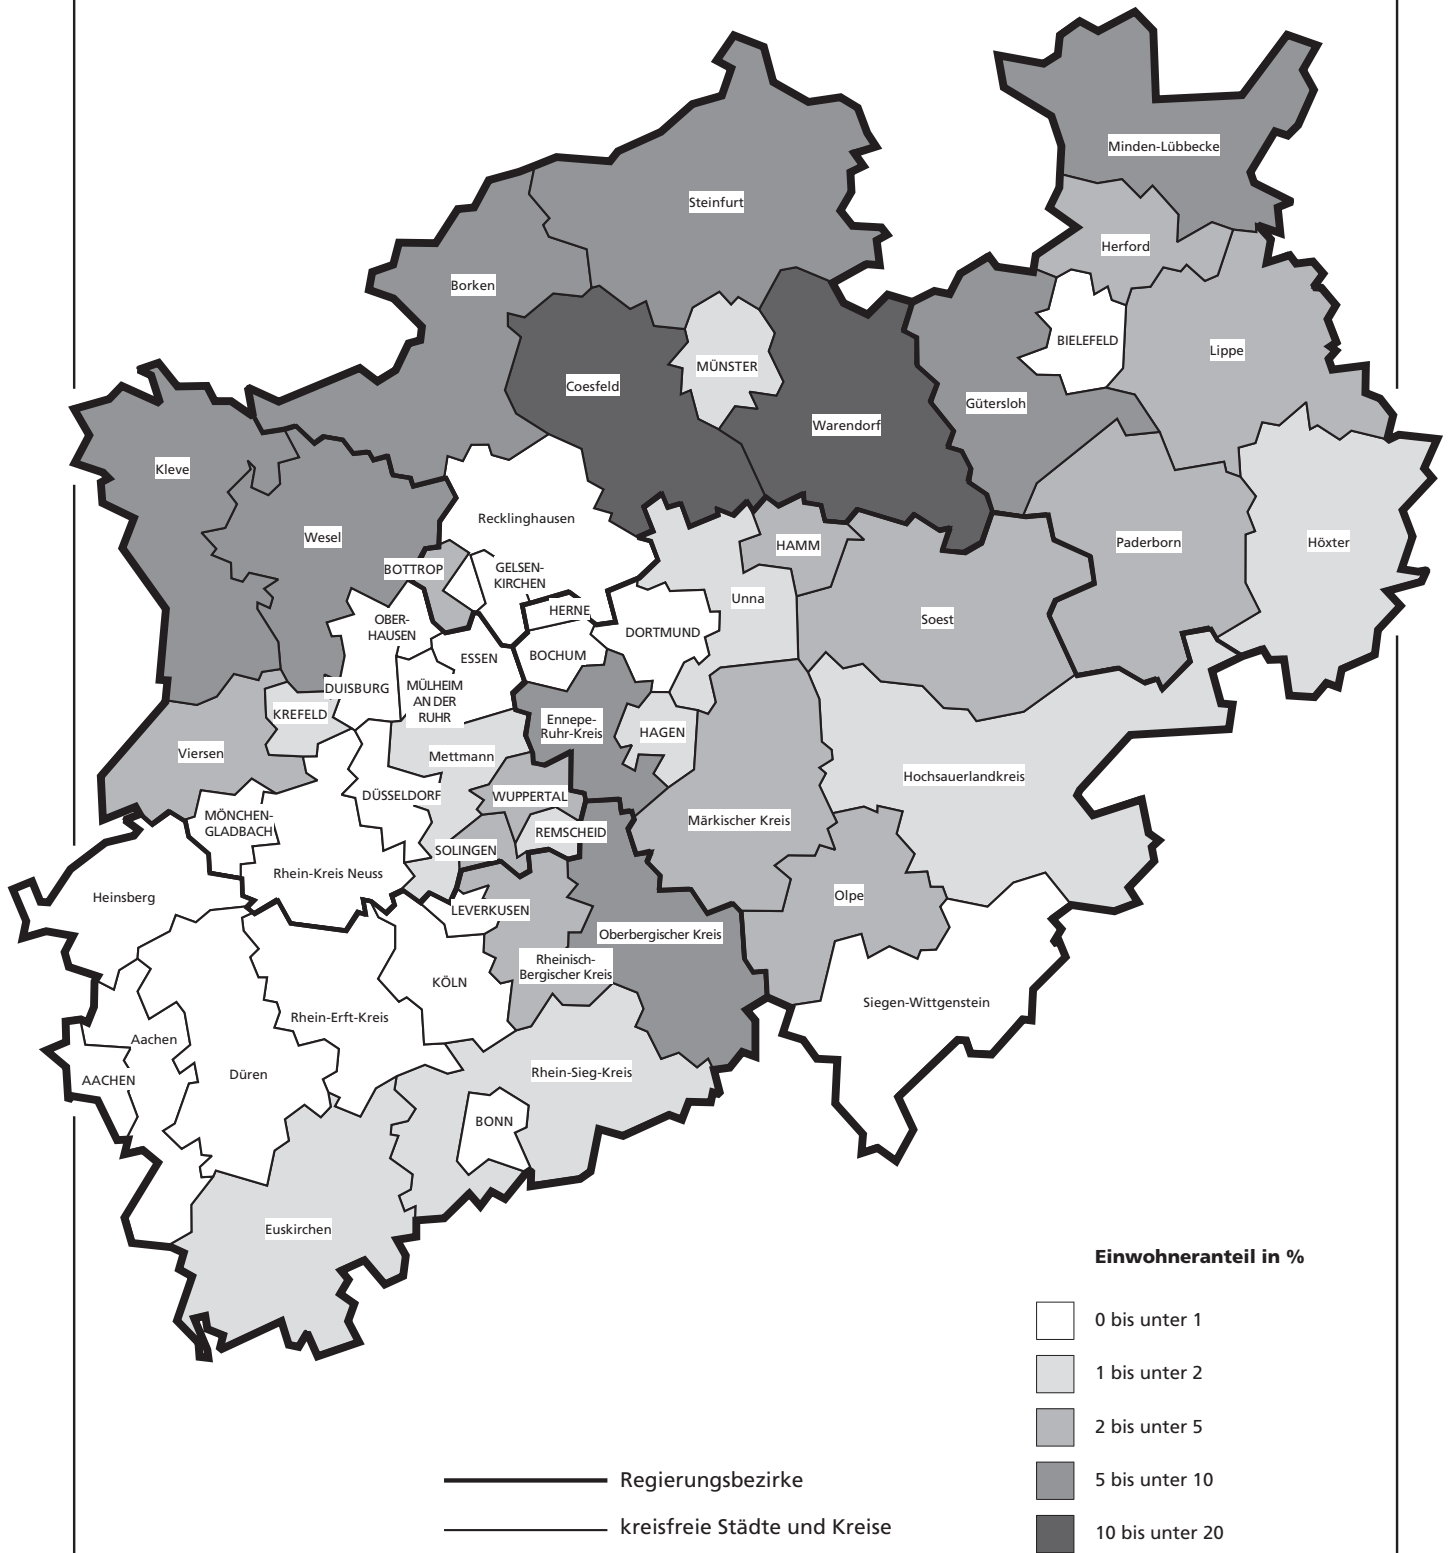 Minden-Lübbecke
Steinfurt
Herford
Borken
BIELEFELD
Lippe
MÜNSTER
Coesfeld
Gütersloh
Warendorf
Kleve
Recklinghausen
Wesel
HAMM
Paderborn
Höxter
BOTTROP
GELSEN-
KIRCHEN
Unna
HERNE
Soest
OBER-
HAUSEN
DORTMUND
ESSEN
BOCHUM
DUISBURG
MÜLHEIM
AN DER
RUHR
KREFELD
Ennepe-
Ruhr-Kreis
HAGEN
Viersen
Mettmann
Hochsauerlandkreis
DÜSSELDORF
WUPPERTAL
MÖNCHEN-
GLADBACH
REMSCHEID
Märkischer Kreis
SOLINGEN
Rhein-Kreis Neuss
Heinsberg
Olpe
LEVERKUSEN
Oberbergischer Kreis
Rheinisch-
Bergischer Kreis
KÖLN
Siegen-Wittgenstein
Rhein-Erft-Kreis
Aachen
Düren
Rhein-Sieg-Kreis
AACHEN
BONN
Euskirchen
Einwohneranteil in %
0 bis unter 1
1 bis unter 2
2 bis unter 5
5 bis unter 10
10 bis unter 20
Regierungsbezirke
kreisfreie Städte und Kreise